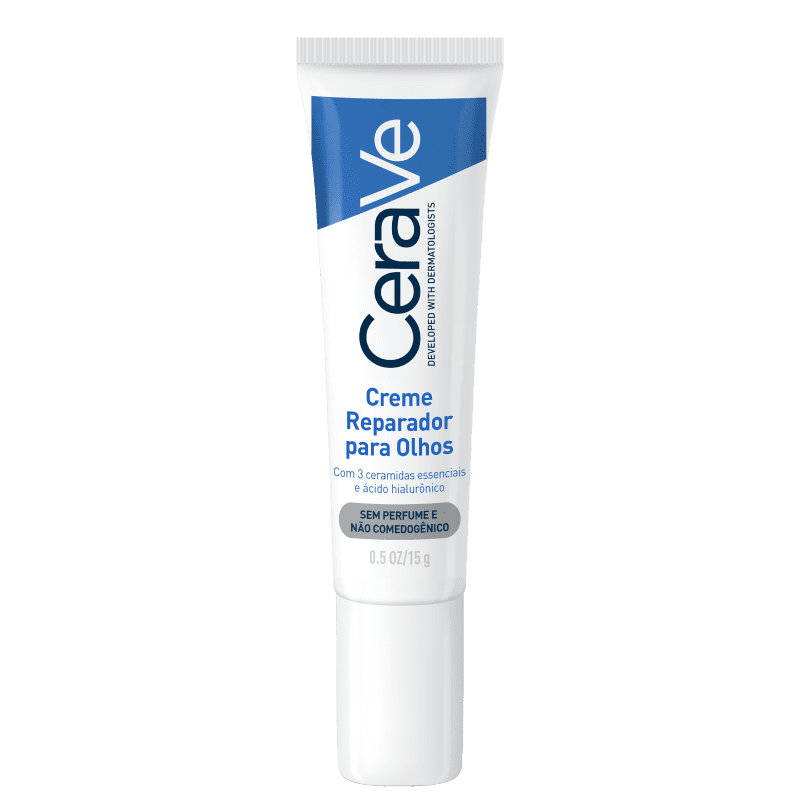 CeraVe
DEVELOPED WITH DERMATOLOGISTS
Creme
Reparador
para Olhos
Com 3 ceramidas essenciais
e ácido hialurônico
SEM PERFUME E
NÃO COMEDOGÊNICO
0.5 OZ/15 g